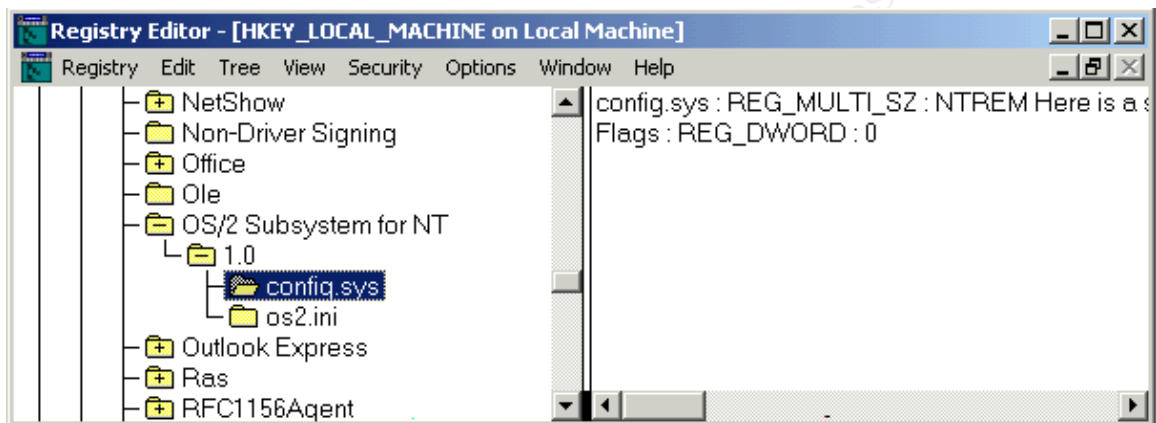 Registry Editor - [HKEY_LOCAL_MACHINE on Local Machine]
Registry Edit Tree View Security Options Window Help
NetShow
Non-Driver Signing
Office
Ole
OS/2 Subsystem for NT
1.0
config.sys
os2.ini
Outlook Express
Ras
RFC1156Agent
config.sys : REG_MULTI_SZ : NTREM Here is a
Flags : REG_DWORD : 0